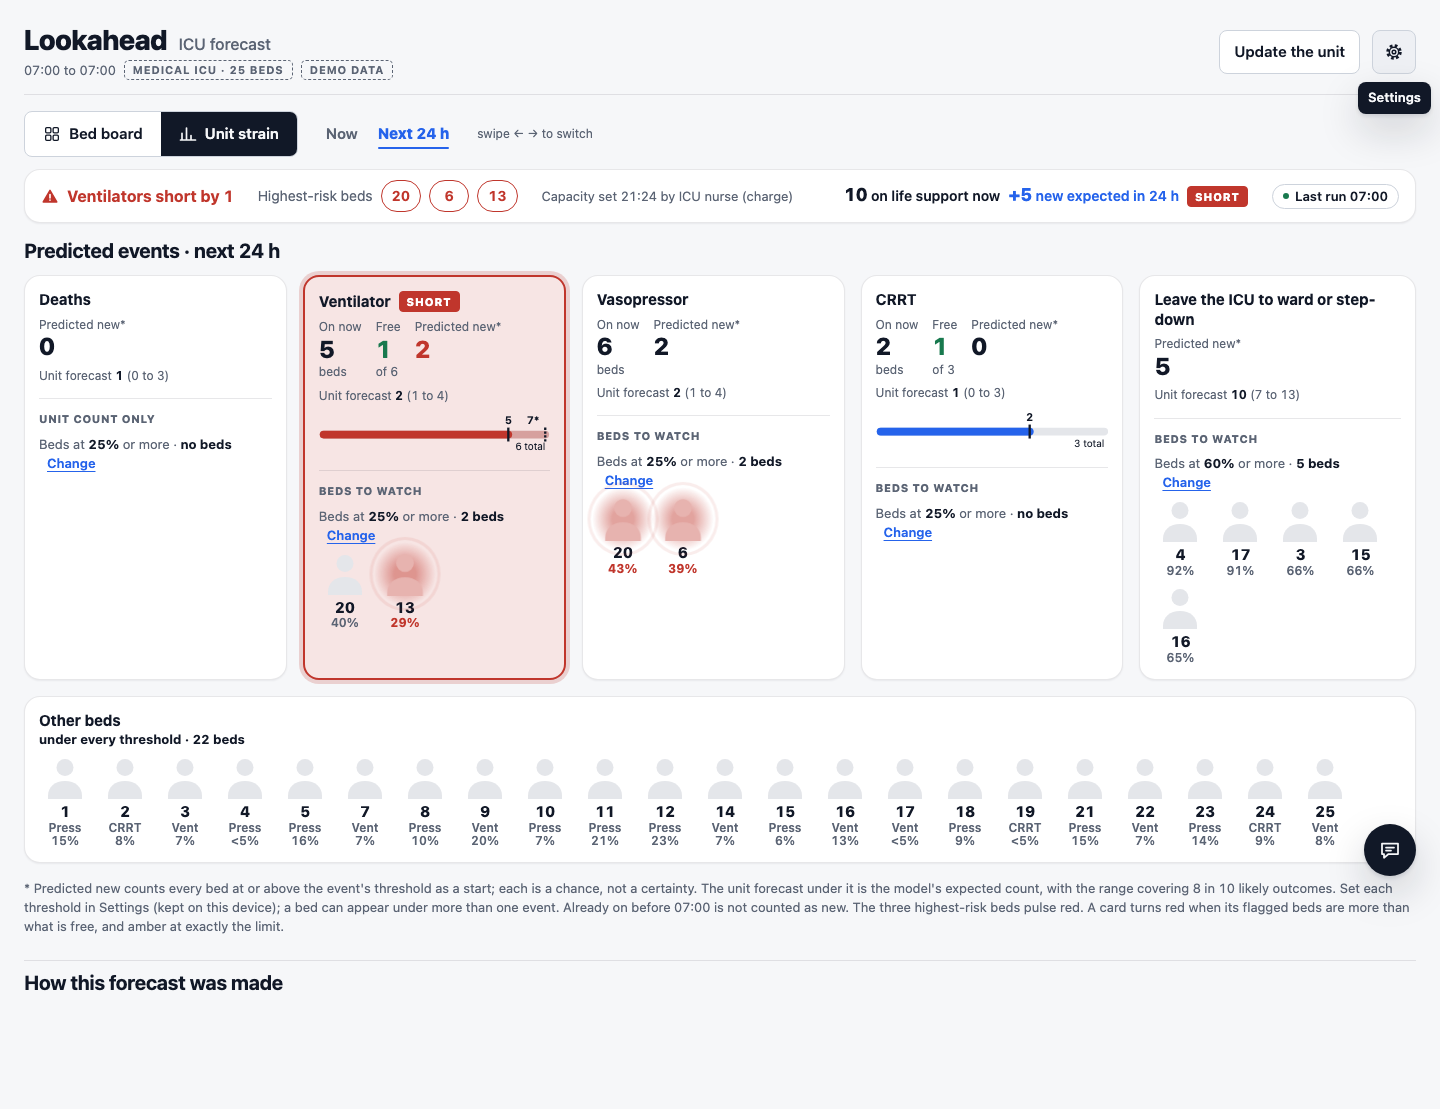 Lookahead ICU forecast
07:00 to 07:00 MEDICAL ICU · 25 BEDS DEMO DATA
Update the unit
Settings
Bed board Unit strain Now Next 24 h swipe ← → to switch
Ventilators short by 1 Highest-risk beds 20 6 13 Capacity set 21:24 by ICU nurse (charge) 10 on life support now +5 new expected in 24 h SHORT Last run 07:00
Predicted events · next 24 h
Deaths
Predicted new*
0
Unit forecast 1 (0 to 3)
UNIT COUNT ONLY
Beds at 25% or more · no beds
Change
Ventilator SHORT
On now Free Predicted new*
5 1 2
beds of 6
Unit forecast 2 (1 to 4)
5 7*
6 total
BEDS TO WATCH
Beds at 25% or more · 2 beds
Change
20 13
40% 29%
Vasopressor
On now Predicted new*
6 2
beds
Unit forecast 2 (1 to 4)
BEDS TO WATCH
Beds at 25% or more · 2 beds
Change
20 6
43% 39%
CRRT
On now Free Predicted new*
2 1 0
beds of 3
Unit forecast 1 (0 to 3)
2
3 total
BEDS TO WATCH
Beds at 25% or more · no beds
Change
Leave the ICU to ward or step-
down
Predicted new*
5
Unit forecast 10 (7 to 13)
BEDS TO WATCH
Beds at 60% or more · 5 beds
Change
4 17 3 15
92% 91% 66% 66%
16
65%
Other beds
under every threshold · 22 beds
1 2 3 4 5 7 8 9 10 11 12 14 15 16 17 18 19 21 22 23 24 25
Press CRRT Vent Press Press Vent Press Vent Press Press Press Vent Press Vent Vent Press CRRT Press Vent Press CRRT Vent
15% 8% 7% <5% 16% 7% 10% 20% 7% 21% 23% 7% 6% 13% <5% 9% <5% 15% 7% 14% 9% 8%
* Predicted new counts every bed at or above the event's threshold as a start; each is a chance, not a certainty. The unit forecast under it is the model's expected count, with the range covering 8 in 10 likely outcomes. Set each
threshold in Settings (kept on this device); a bed can appear under more than one event. Already on before 07:00 is not counted as new. The three highest-risk beds pulse red. A card turns red when its flagged beds are more than
what is free, and amber at exactly the limit.
How this forecast was made